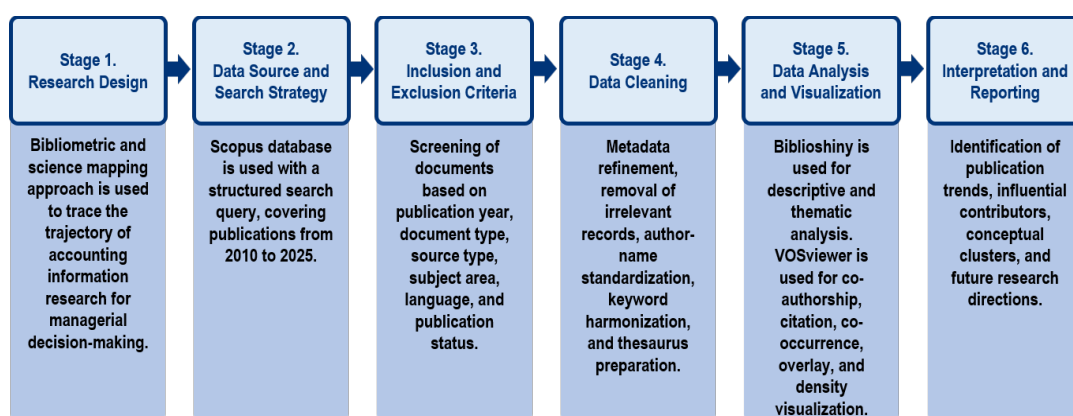 Stage 1.
Research Design
Stage 2.
Data Source and
Search Strategy
Stage 3.
Inclusion and
Exclusion Criteria
Stage 4.
Data Cleaning
Stage 5.
Data Analysis
and Visualization
Stage 6.
Interpretation and
Reporting
Bibliometric and
science mapping
approach is used
to trace the
trajectory of
accounting
information
research for
managerial
decision-making.
Scopus database
is used with a
structured search
query, covering
publications from
2010 to 2025.
Screening of
documents
based on
publication year,
document type,
source type,
subject area,
language, and
publication
status.
Metadata
refinement,
removal of
irrelevant
records, author-
name
standardization,
keyword
harmonization,
and thesaurus
preparation.
Biblioshiny is
used for
descriptive and
thematic
analysis.
VOSviewer is
used for co-
authorship,
citation, co-
occurrence,
overlay, and
density
visualization.
Identification of
publication
trends, influential
contributors,
conceptual
clusters, and
future research
directions.